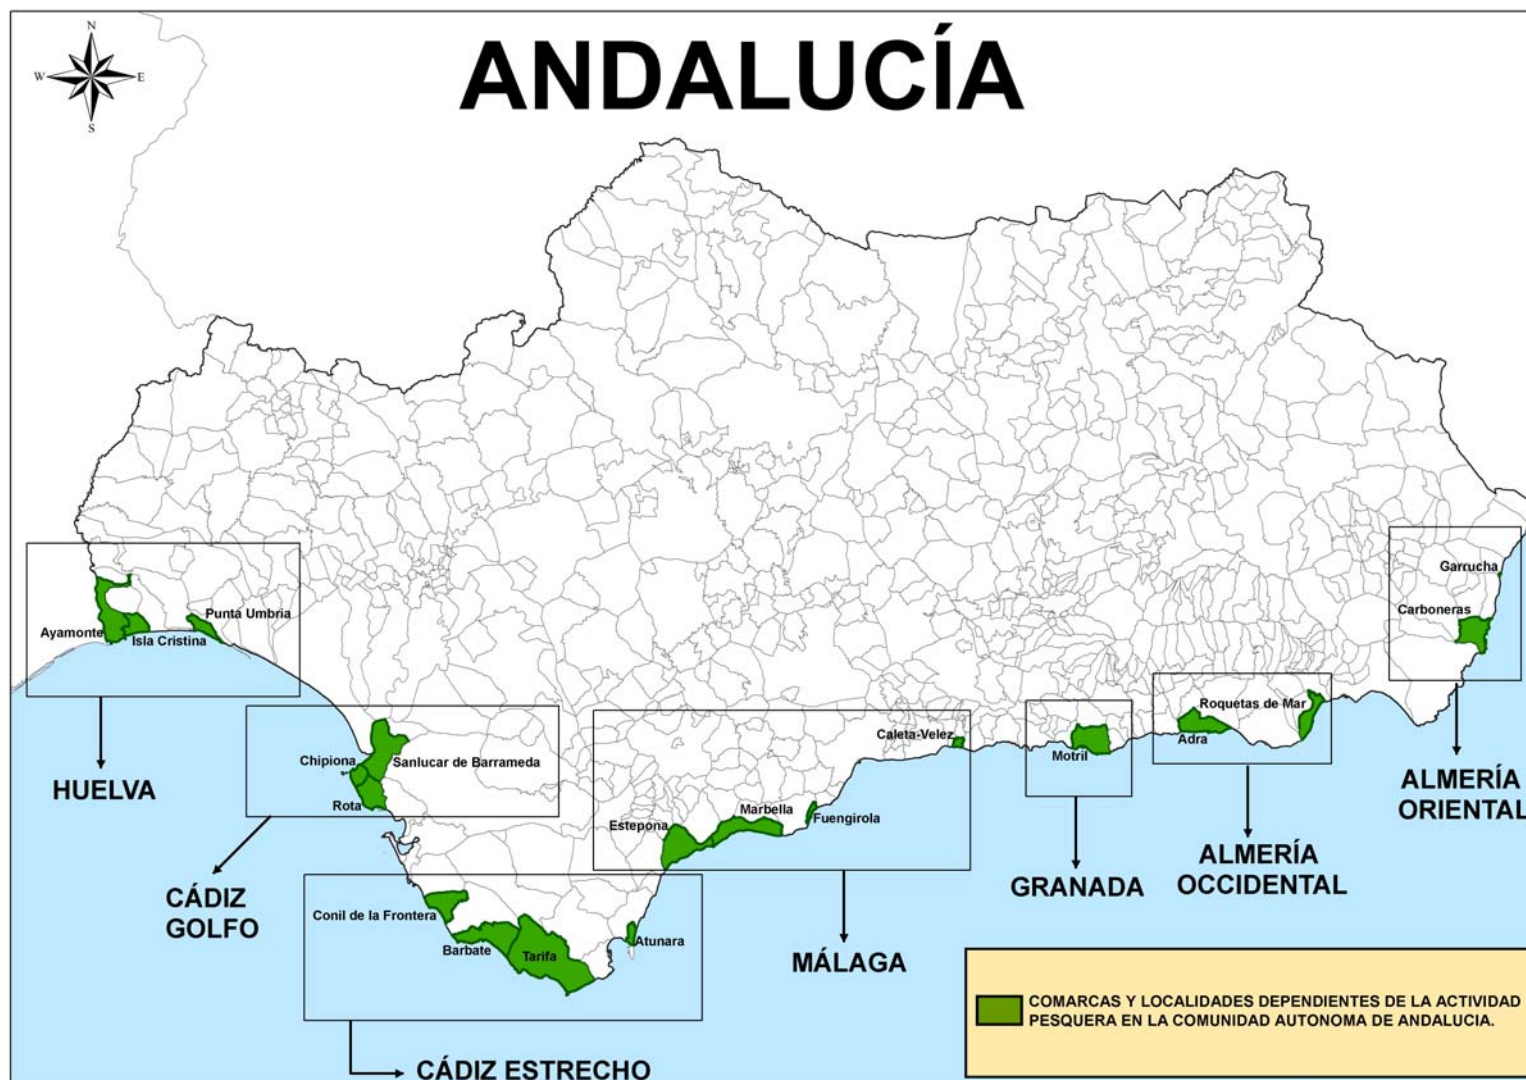 ANDALUCÍA
N
W
E
S
Garrucha
Carboneras
Punta Umbria
Ayamonte
Isla Cristina
Roquetas de Mar
Adra
Caleta-Velez
Motril
Chipiona
Sanlucar de Barrameda
Rota
HUELVA
ALMERÍA
ORIENTAL
Marbella
Estepona
Fuengirola
ALMERÍA
OCCIDENTAL
GRANADA
CÁDIZ
GOLFO
Conil de la Frontera
Barbate
Tarifa
Atunara
MÁLAGA
COMARCAS Y LOCALIDADES DEPENDIENTES DE LA ACTIVIDAD
PESQUERA EN LA COMUNIDAD AUTONOMA DE ANDALUCIA.
CÁDIZ ESTRECHO